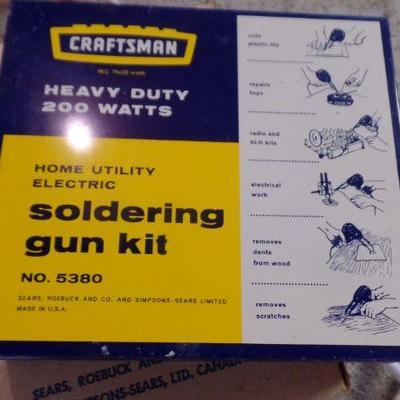 CRAFTSMAN
REG. TRADE-MARK
HEAVY DUTY
200 WATTS
HOME UTILITY
ELECTRIC
soldering
gun kit
NO. 5380
SEARS, ROEBUCK AND CO. AND SIMPSONS-SEARS LIMITED
MADE IN U.S.A.
cuts
plastic tile
repairs
toys
radio and
hi-fi kits
electrical
work
removes
dents
from wood
removes
scratches
SEARS, ROEBUCK AN
MPSONS-SEARS, LTD. CANADA